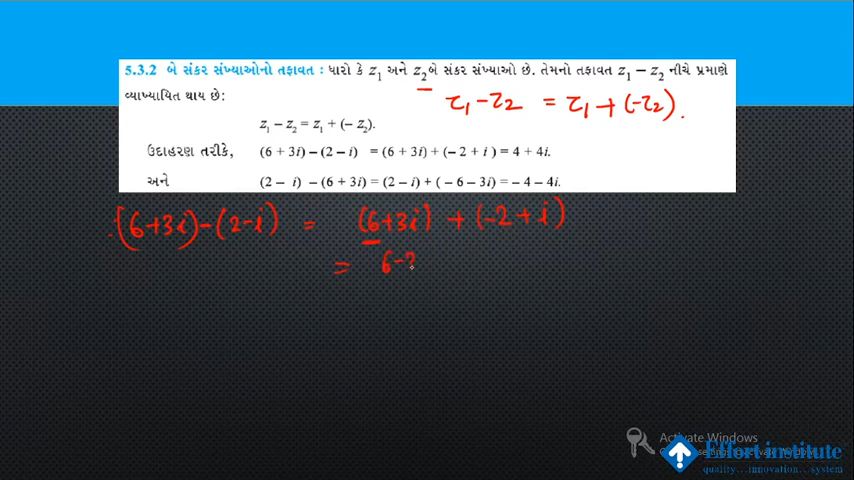 5.3.2 બે સંકર સંખ્યાઓનો તફાવત : ધારો કે z₁ અને z₂ બે સંકર સંખ્યાઓ છે. તેમનો તફાવત z₁ – z₂ નીચે પ્રમાણે
વ્યાખ્યાયિત થાય છે:
z₁ - z₂ = z₁ + (-z₂).
z₁ – z₂ = z₁ + (– z₂).
ઉદાહરણ તરીકે, (6 + 3i) – (2 – i) = (6 + 3i) + (– 2 + i ) = 4 + 4i.
અને (2 – i) – (6 + 3i) = (2 – i) + ( – 6 – 3i) = – 4 – 4i.
(6+3i)-(2-i) = (6+3i) + (-2+i)
= 6-2
Activate Windows
Effort institute
quality...innovation...system